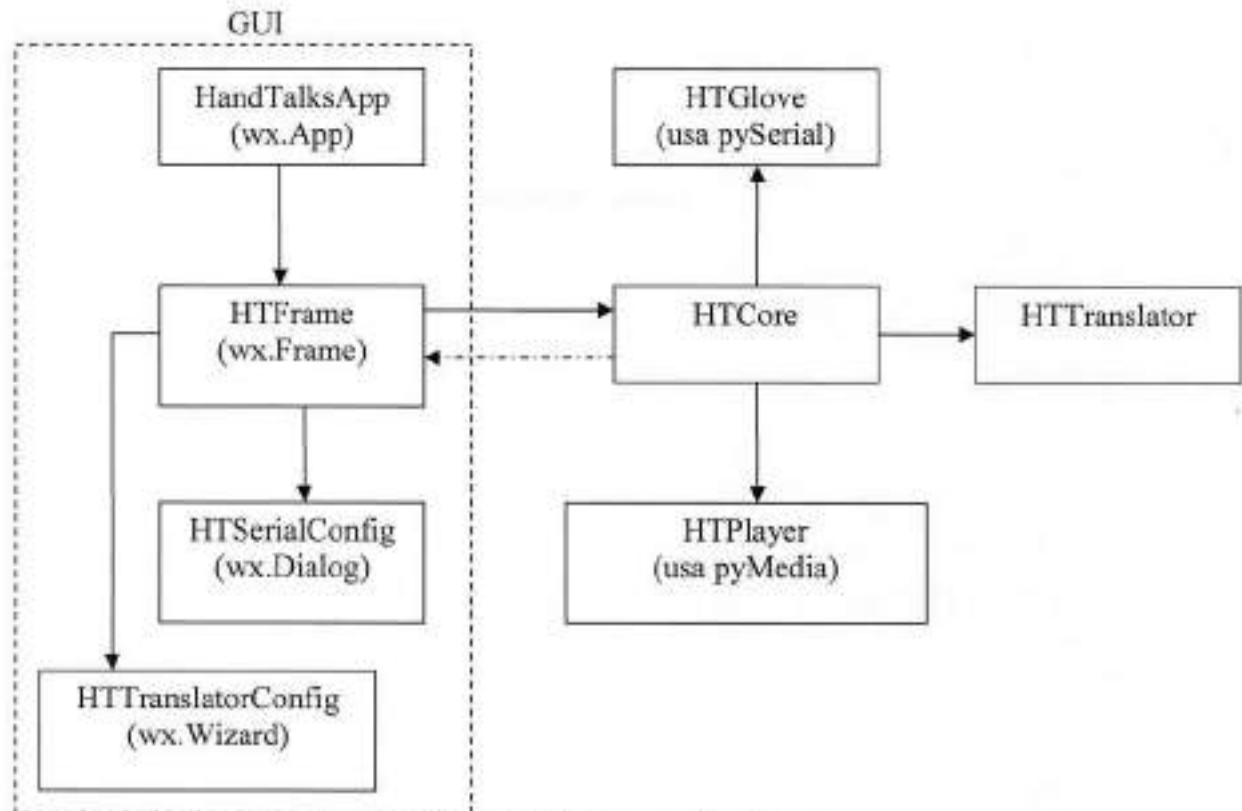 GUI
HandTalksApp
(wx.App)
HTGlove
(usa pySerial)
HTFrame
(wx.Frame)
HTCore
HTTranslator
HTSerialConfig
(wx.Dialog)
HTPlayer
(usa pyMedia)
HTTranslatorConfig
(wx.Wizard)